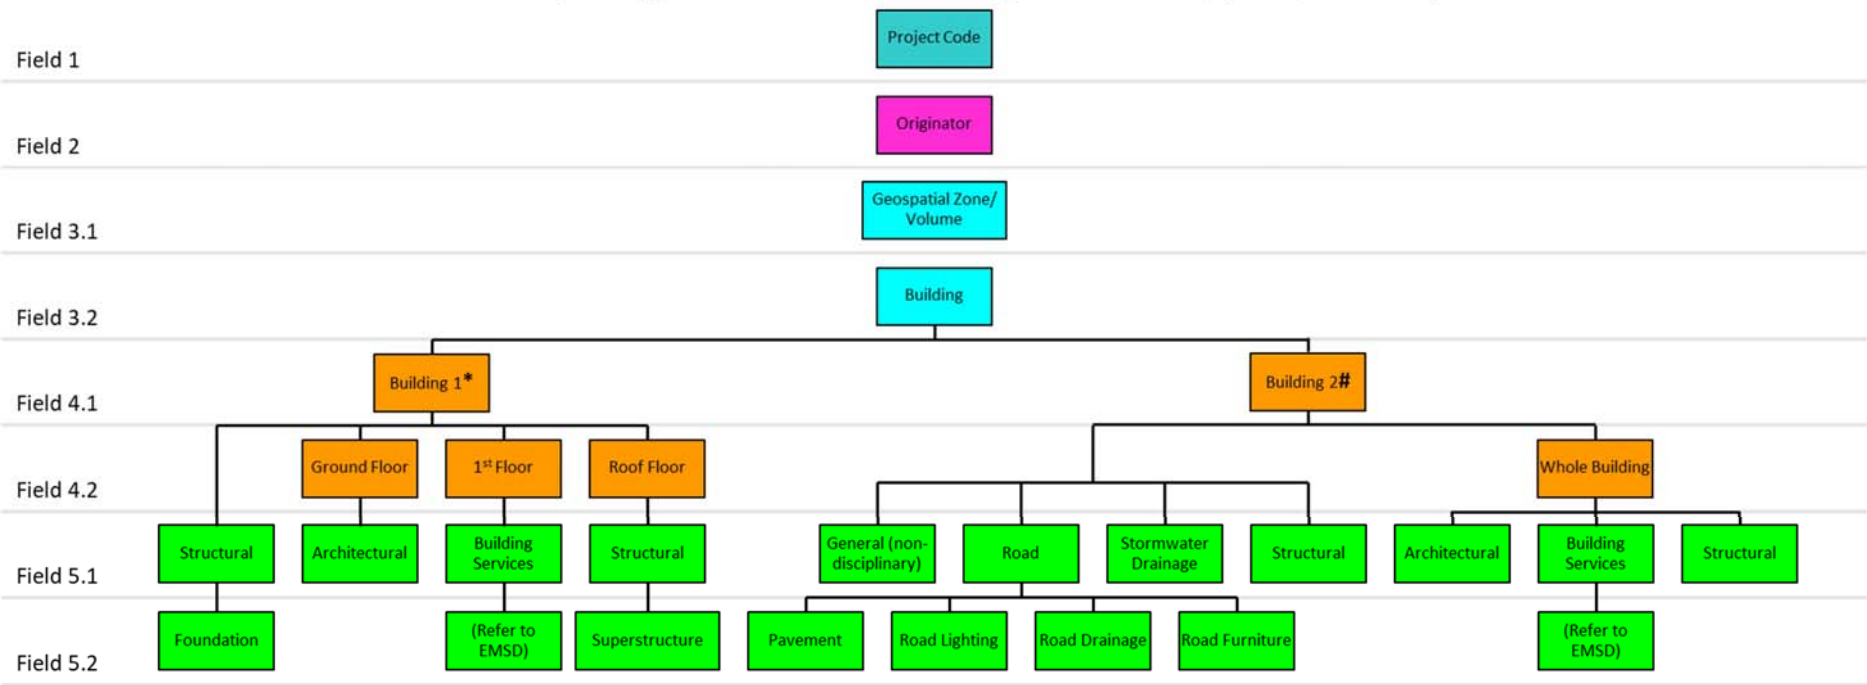 Field 1
Project Code
Field 2
Originator
Field 3.1
Geospatial Zone/
Volume
Field 3.2
Building
Field 4.1
Building 1*
Building 2#
Field 4.2
Ground Floor
1st Floor
Roof Floor
Whole Building
Field 5.1
Structural
Architectural
Building
Services
Structural
General (non-
disciplinary)
Road
Stormwater
Drainage
Structural
Architectural
Building
Services
Structural
Field 5.2
Foundation
(Refer to
EMSD)
Superstructure
Pavement
Road Lighting
Road Drainage
Road Furniture
(Refer to
EMSD)